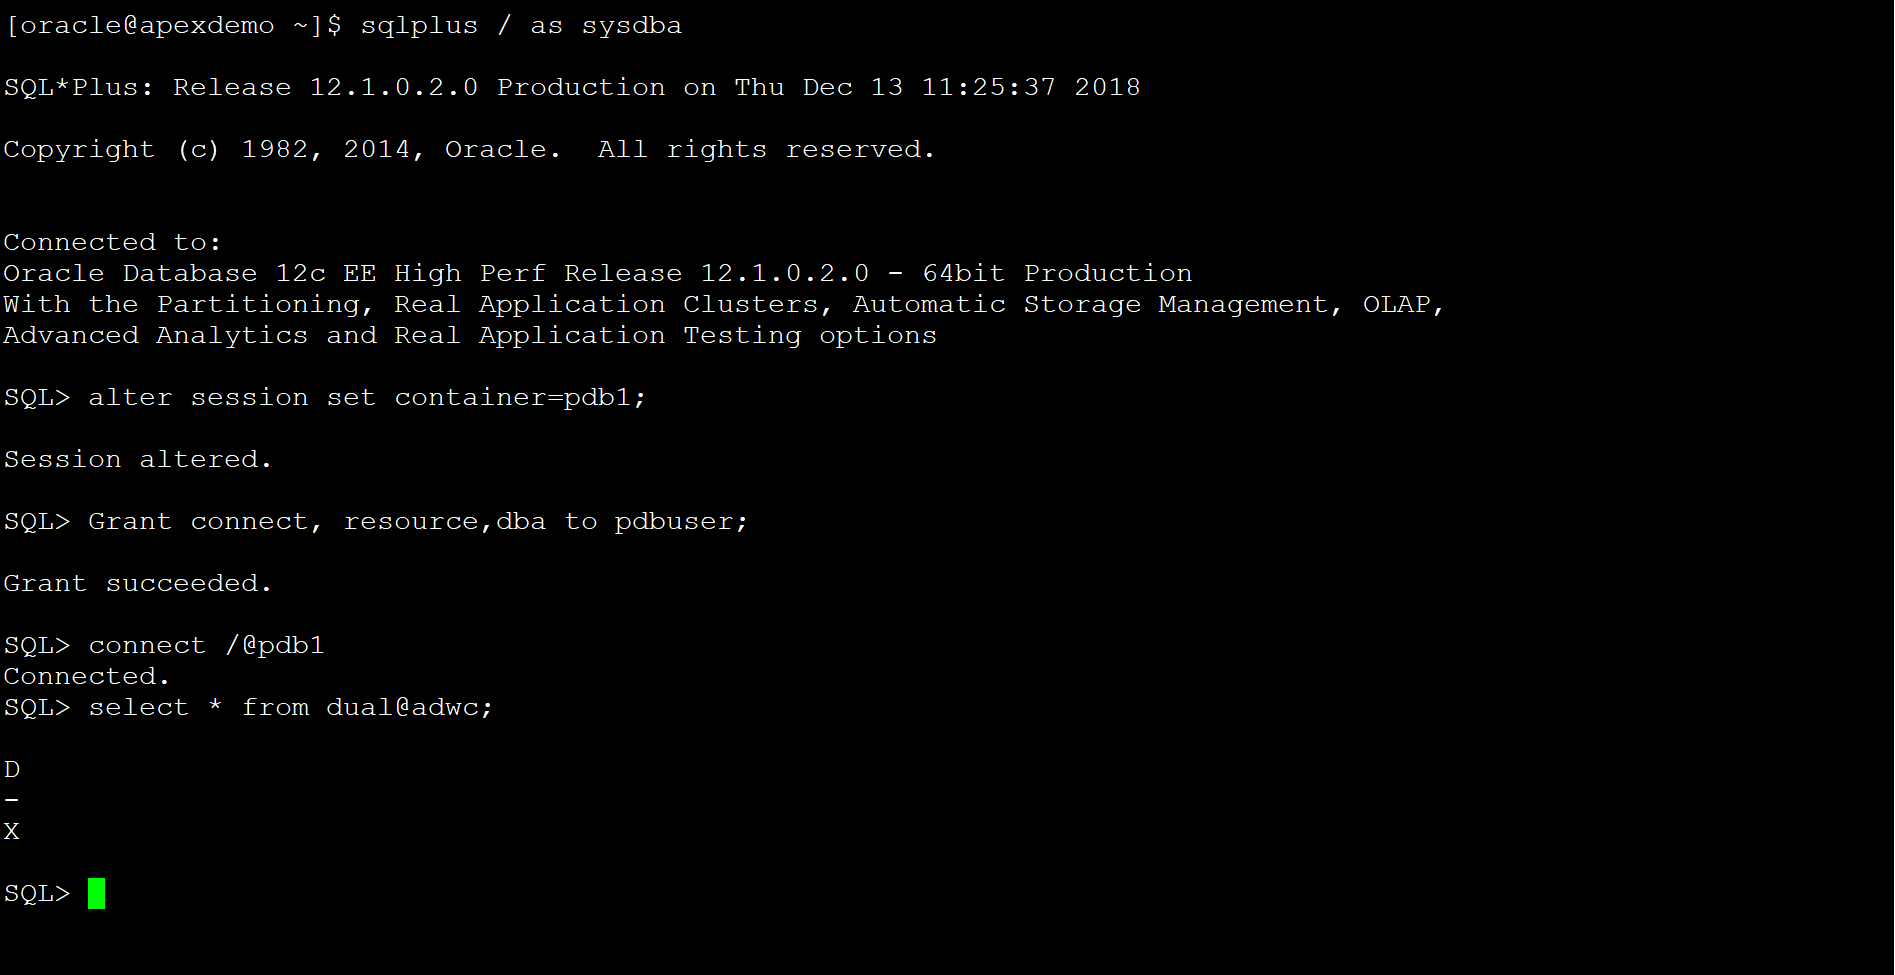 [oracle@apexdemo ~]$ sqlplus / as sysdba
SQL*Plus: Release 12.1.0.2.0 Production on Thu Dec 13 11:25:37 2018
Copyright (c) 1982, 2014, Oracle.  All rights reserved.
Connected to:
Oracle Database 12c EE High Perf Release 12.1.0.2.0 - 64bit Production
With the Partitioning, Real Application Clusters, Automatic Storage Management, OLAP,
Advanced Analytics and Real Application Testing options
SQL> alter session set container=pdb1;
Session altered.
SQL> Grant connect, resource,dba to pdbuser;
Grant succeeded.
SQL> connect /@pdb1
Connected.
SQL> select * from dual@adwc;
D
-
X
SQL>